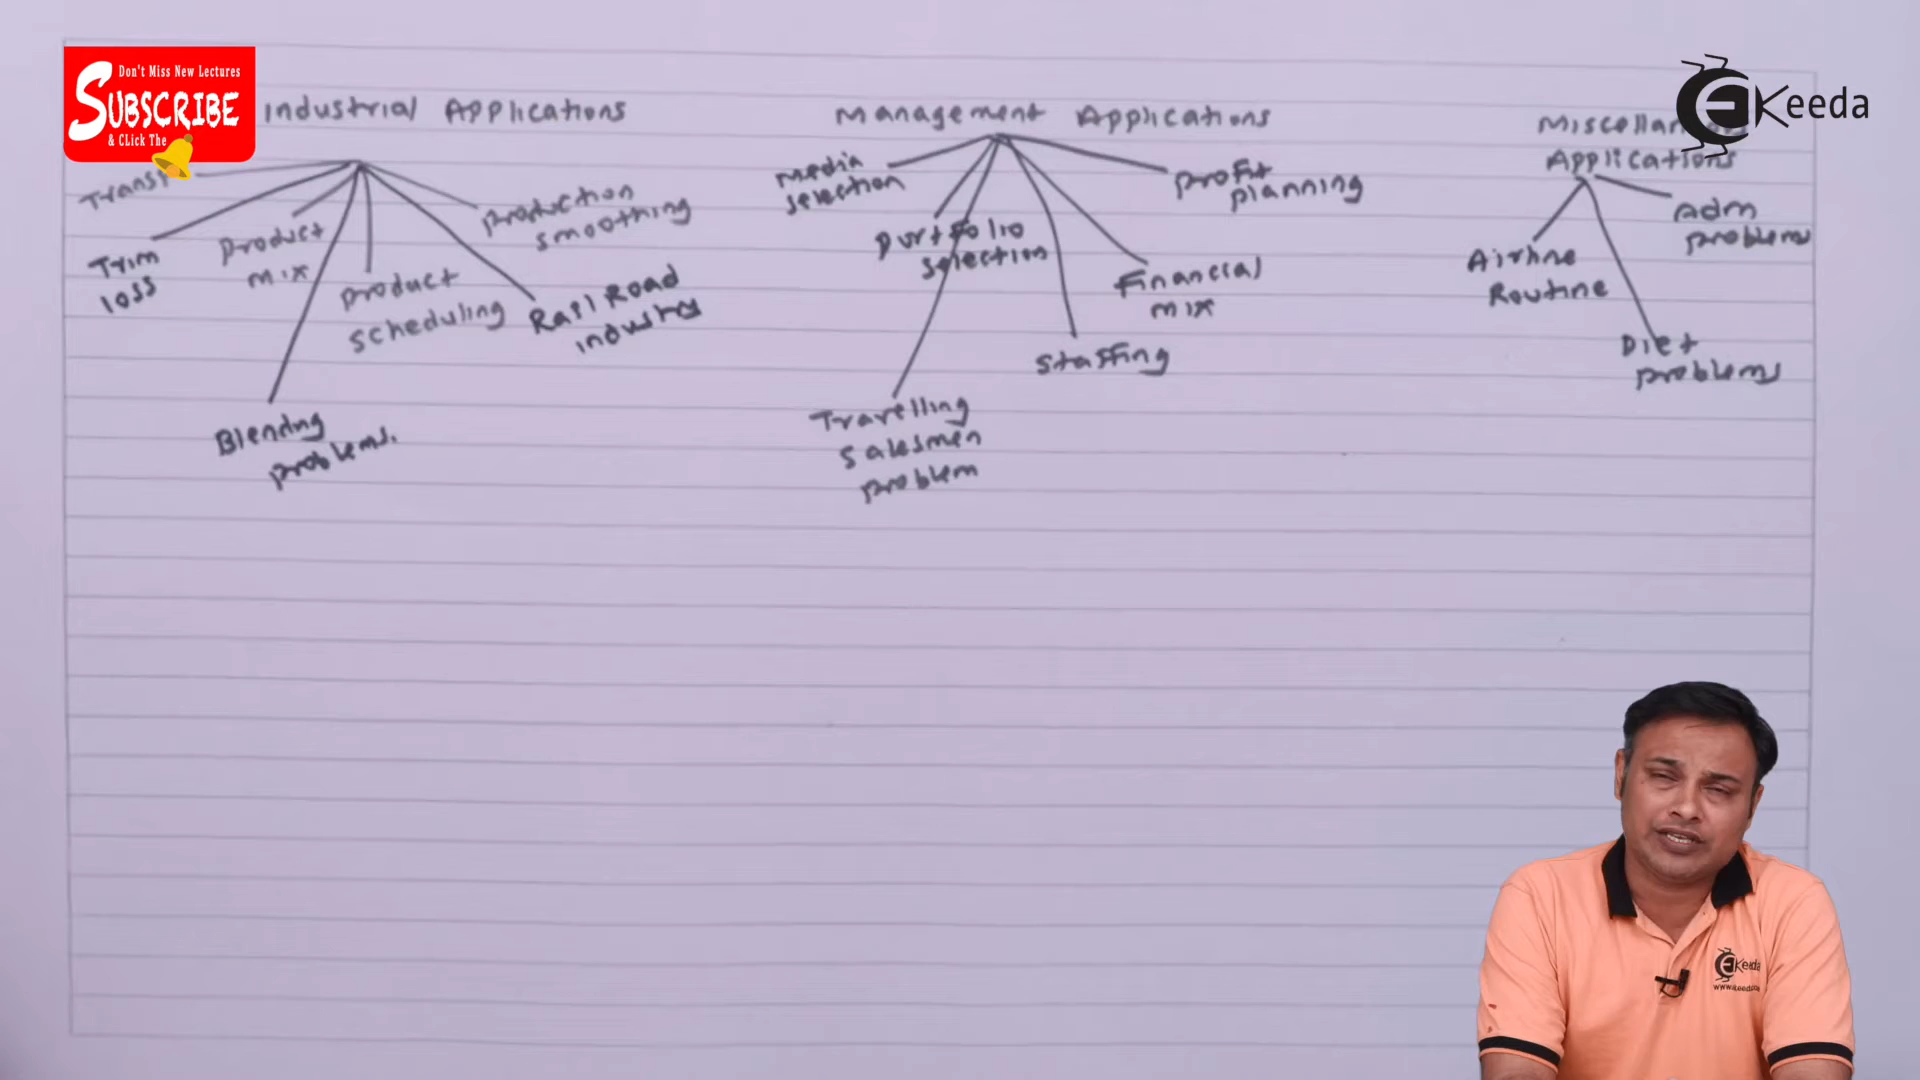 Don't Miss New Lectures
SUBSCRIBE
& CLick The
Industrial Applications
Trim
loss
product
mix
Blending
problems.
product
scheduling
Rail Road
production
smoothing
Management Applications
Media
selection
portfolio
selection
Travelling
salesmen
problem
staffing
Financial
mix
profit
planning
Applications
Airline
Routine
Diet
problems
Adm
problems
Keeda
Keeda